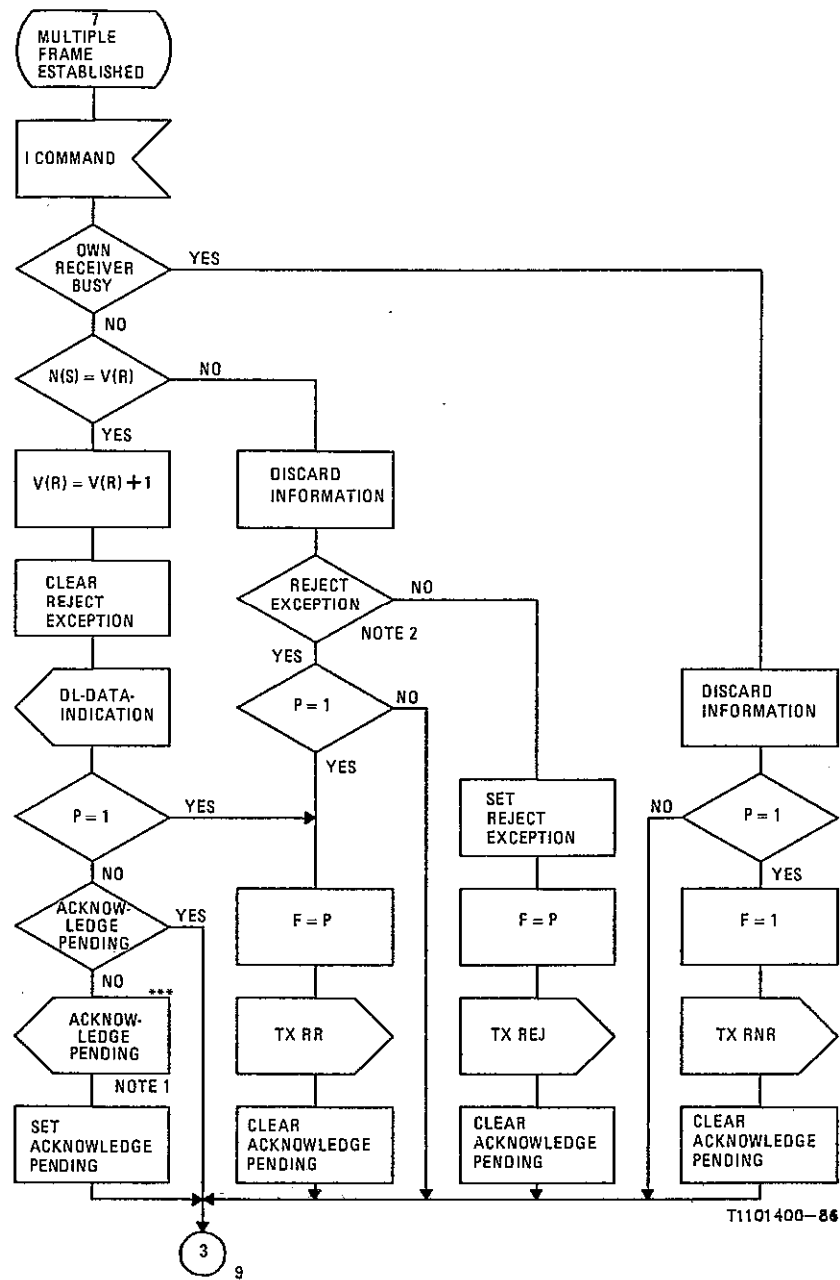 7
MULTIPLE
FRAME
ESTABLISHED
I COMMAND
OWN
RECEIVER
BUSY
YES
NO
N(S) = V(R)
NO
YES
V(R) = V(R) + 1
DISCARD
INFORMATION
CLEAR
REJECT
EXCEPTION
REJECT
EXCEPTION
NO
NOTE 2
YES
DL-DATA-
INDICATION
P = 1
NO
YES
DISCARD
INFORMATION
P = 1
YES
NO
SET
REJECT
EXCEPTION
NO
P = 1
YES
ACKNOW-
LEDGE
PENDING
YES
NO
F = P
F = P
F = 1
***
ACKNOW-
LEDGE
PENDING
NOTE 1
TX RR
TX REJ
TX RNR
SET
ACKNOWLEDGE
PENDING
CLEAR
ACKNOWLEDGE
PENDING
CLEAR
ACKNOWLEDGE
PENDING
CLEAR
ACKNOWLEDGE
PENDING
T1101400-86
3
9